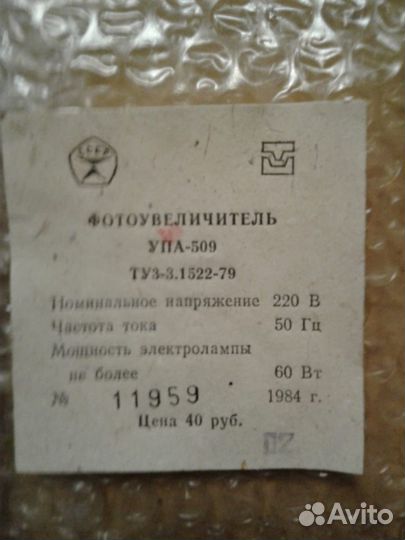 СССР
ФОТОУВЕЛИЧИТЕЛЬ
УПА-509
ТУ3-3.1522-79
Номинальное напряжение 220 В
Частота тока 50 Гц
Мощность электролампы
не более 60 Вт
№ 11959 1984 г.
Цена 40 руб.
Avito